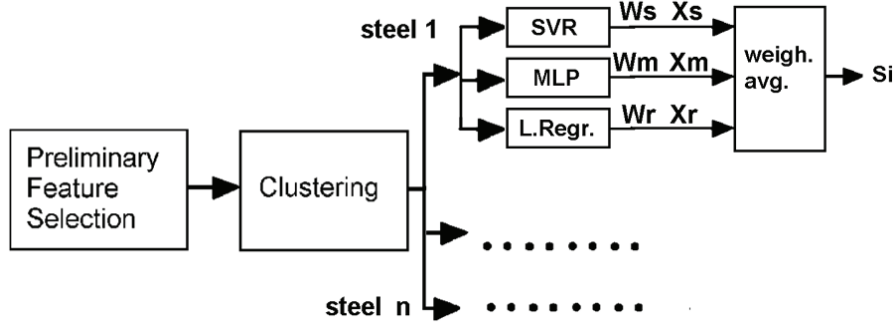 steel 1
SVR
Ws Xs
MLP
Wm Xm
L.Regr.
Wr Xr
weigh.
avg.
Si
Preliminary
Feature
Selection
Clustering
steel n